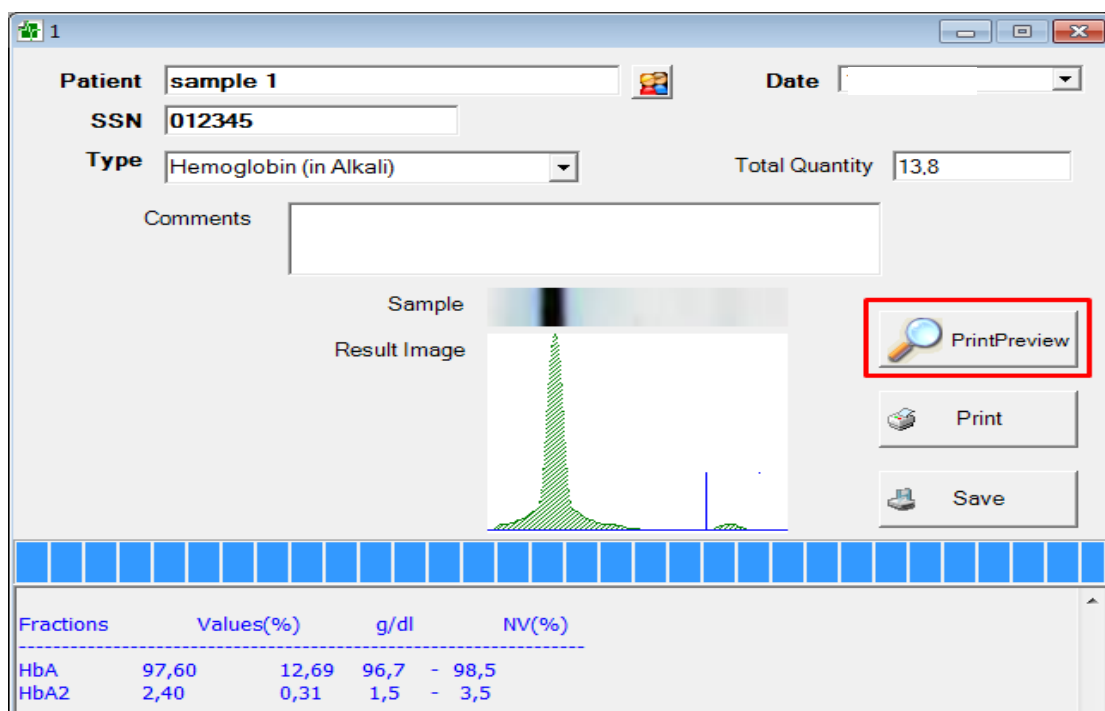 1
Patient sample 1 Date
SSN 012345
Type Hemoglobin (in Alkali) Total Quantity 13,8
Comments
Sample
Result Image
PrintPreview
Print
Save
Fractions Values(%) g/dl NV(%)
----------------------------------------------------------------
HbA 97,60 12,69 96,7 - 98,5
HbA2 2,40 0,31 1,5 - 3,5